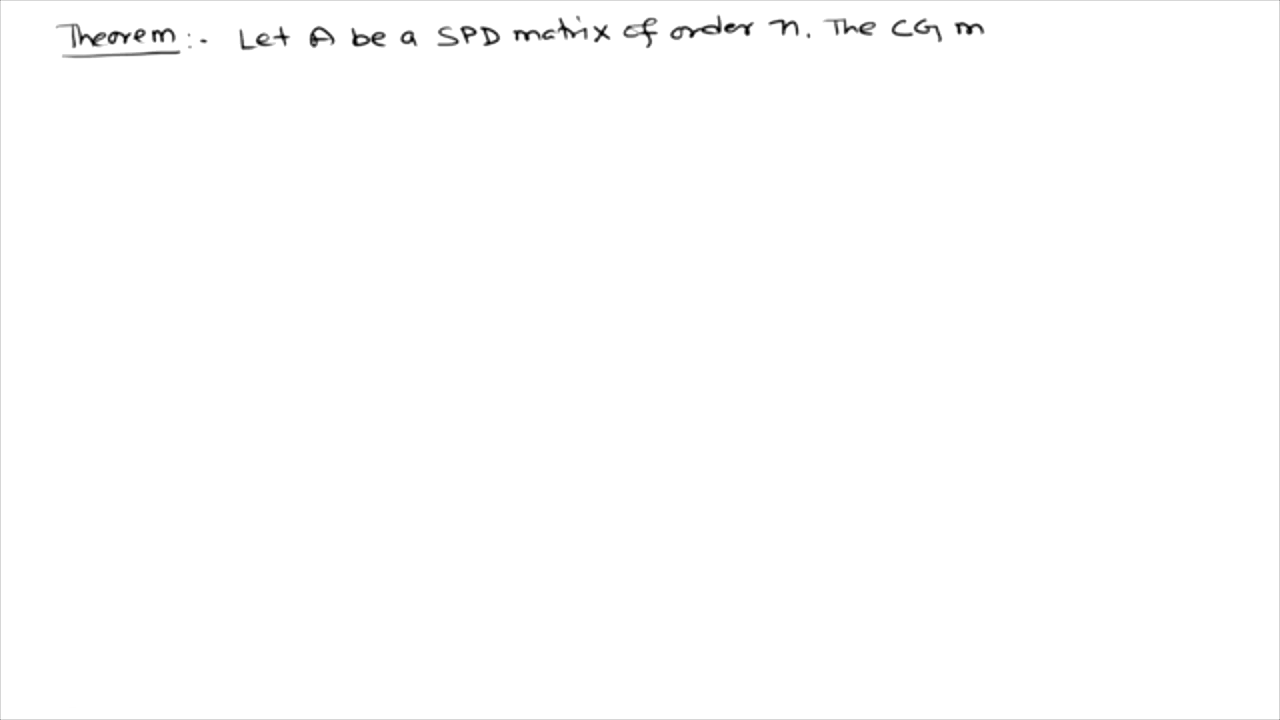 Theorem:- Let A be a SPD matrix of order n. The CG m